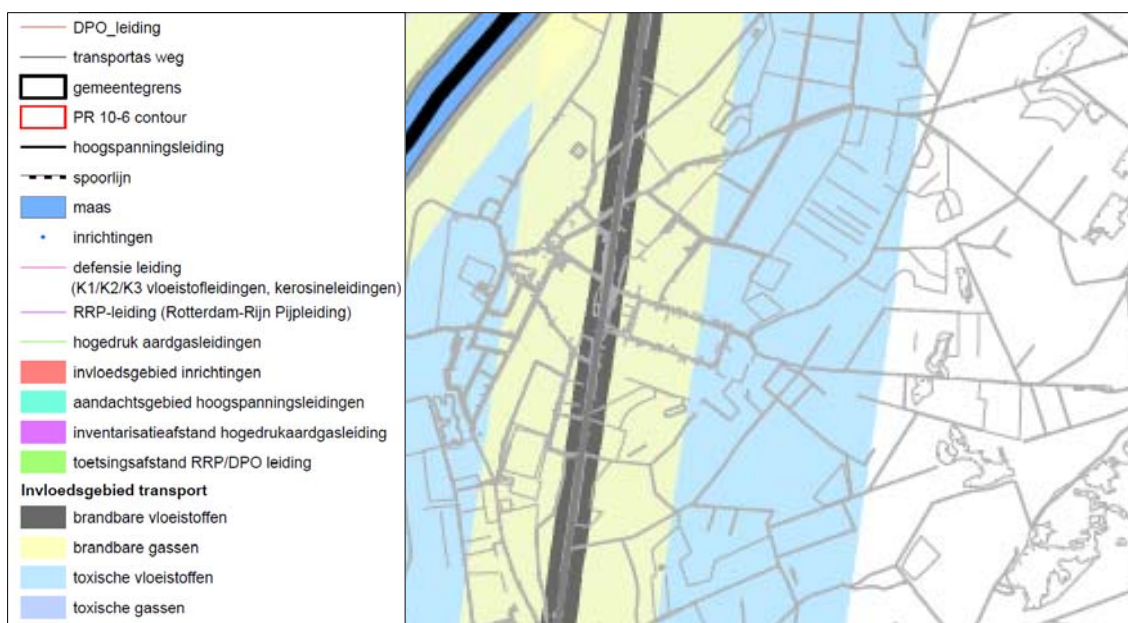 DPO_leiding
transportas weg
gemeentegrens
PR 10-6 contour
hoogspanningsleiding
spoorlijn
maas
inrichtingen
defensie leiding
(K1/K2/K3 vloeistofleidingen, kerosineleidingen)
RRP-leiding (Rotterdam-Rijn Pijpleiding)
hogedruk aardgasleidingen
invloedsgebied inrichtingen
aandachtsgebied hoogspanningsleidingen
inventarisatieafstand hogedrukaardgasleiding
toetsingsafstand RRP/DPO leiding
Invloedsgebied transport
brandbare vloeistoffen
brandbare gassen
toxische vloeistoffen
toxische gassen